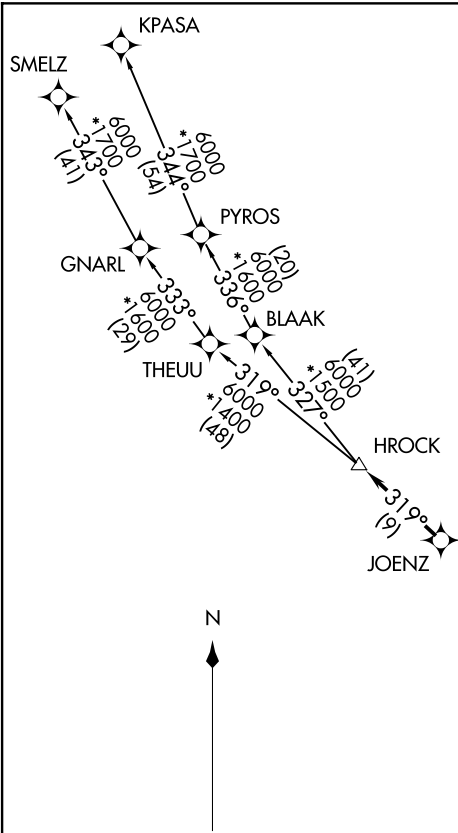 KPASA
SMELZ
6000
*1700
344°
(54)
6000
*1700
343°
(41)
PYROS
GNARL
(20)
6000
*1600
336°
333°
6000
*1600
(29)
BLAAK
THEUU
(41)
6000
*1500
327°
319°
6000
*1400
(48)
HROCK
319°
(9)
JOENZ
N